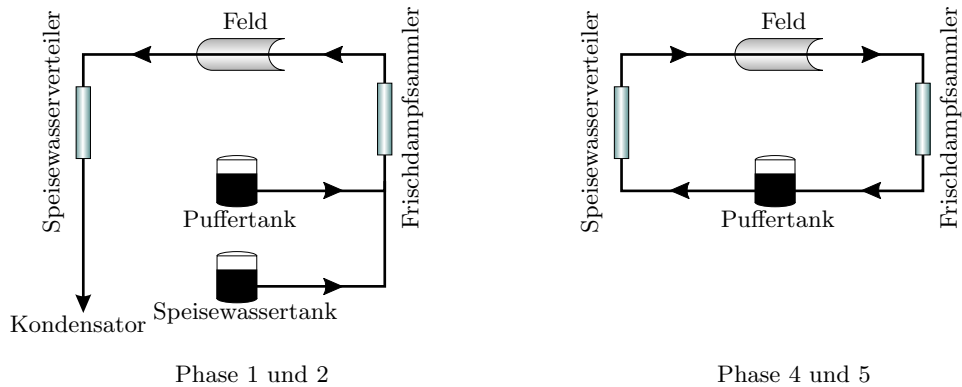 Feld
Speisewasserverteiler
Frischdampfsammler
Puffertank
Speisewassertank
Kondensator
Phase 1 und 2
Feld
Speisewasserverteiler
Frischdampfsammler
Puffertank
Phase 4 und 5